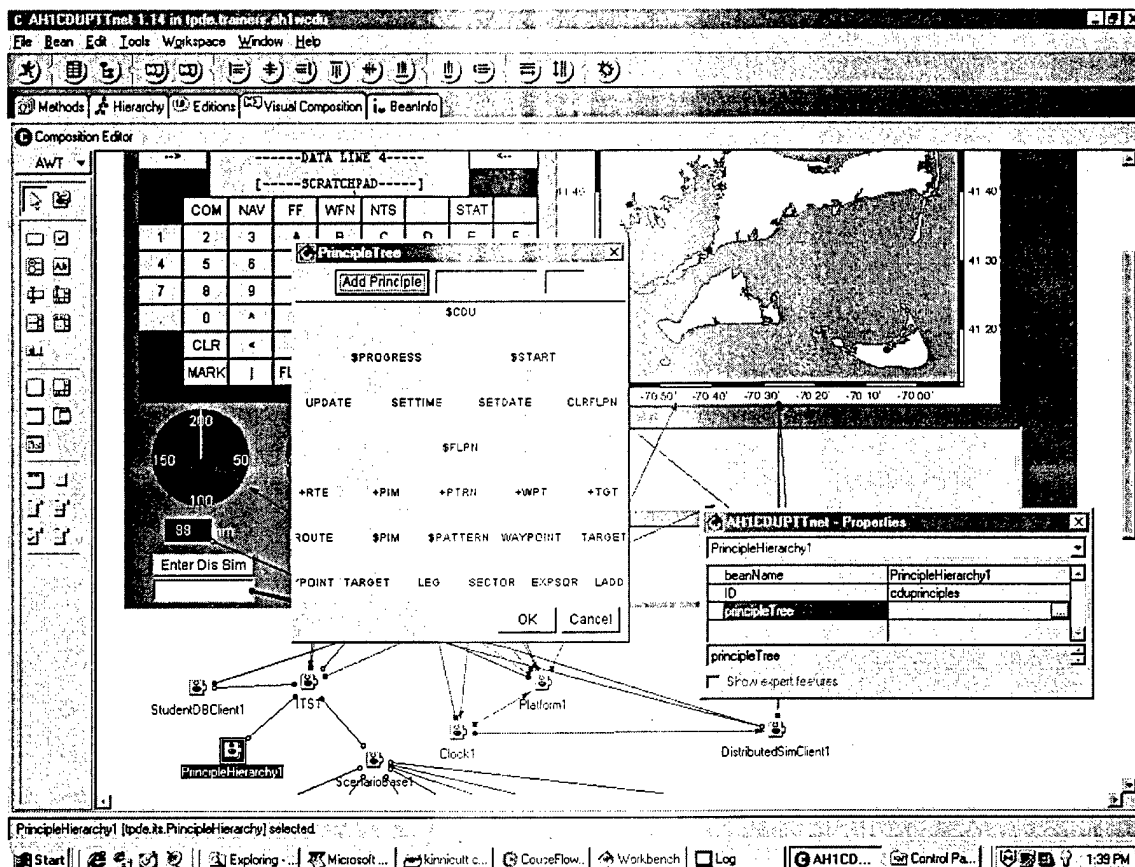 AH1CDUPTTnet 1.14 in tpde.trainers.ah1wcdu
File Bean Edit Tools Workspace Window Help
Methods Hierarchy Editions Visual Composition BeanInfo
Composition Editor
AWT
-->
------DATA LINE 4-----
<--
[-----SCRATCHPAD------]
COM NAV FF WFN NTS STAT
1 2 3 A B C D E F
4 5 6
7 8 9
0 ^
CLR <
MARK
41 40
41 40
41 30
41 20
-70 50' -70 40' -70 30' -70 20' -70 10' -70 00'
PrincipleTree
Add Principle
$CDU
$PROGRESS $START
UPDATE SETTIME SETDATE CLRFLPN
$FLPN
+RTE +PIM +PTRN +WPT +TGT
ROUTE $PIM $PATTERN WAYPOINT TARGET
POINT TARGET LEG SECTOR EXPSQR LADD
OK Cancel
200
150 50
100
99 nm
Enter Dis Sim
AH1CDUPTTnet - Properties
PrincipleHierarchy1
beanName PrincipleHierarchy1
ID cduprinciples
principleTree ...
principleTree
Show expert features
StudentDBClient1
ITS1
Platform1
Clock1
DistributedSimClient1
PrincipleHierarchy1
ScenarioBase1
PrincipleHierarchy1 [tpde.its.PrincipleHierarchy] selected.
Start Exploring - ... Microsoft ... kinnicutt c... CouseFlow.. Workbench Log AH1CD... Control Pa... 1:39 PM